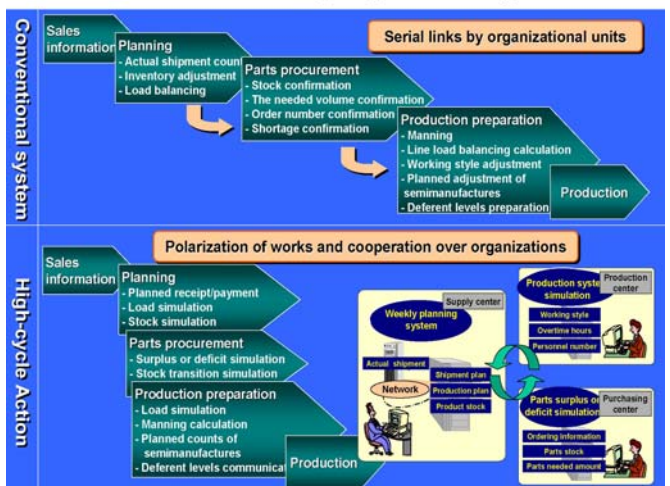 Conventional system
Sales
information
Planning
- Actual shipment count
- Inventory adjustment
- Load balancing
Serial links by organizational units
Parts procurement
- Stock confirmation
- The needed volume confirmation
- Order number confirmation
- Shortage confirmation
Production preparation
- Manning
- Line load balancing calculation
- Working style adjustment
- Planned adjustment of
semimanufactures
- Deferent levels preparation
Production
High-cycle Action
Polarization of works and cooperation over organizations
Sales
information
Planning
- Planned receipt/payment
- Load simulation
- Stock simulation
Parts procurement
- Surplus or deficit simulation
- Stock transition simulation
Production preparation
- Load simulation
- Manning calculation
- Planned counts of
semimanufactures
- Deferent levels communicat
Production
Supply center
Weekly planning
system
Actual shipment
Network
Shipment plan
Production plan
Product stock
Production system
simulation
Production
center
Working style
Overtime hours
Personnel number
Parts surplus or
deficit simulation
Purchasing
center
Ordering Information
Parts stock
Parts needed amount